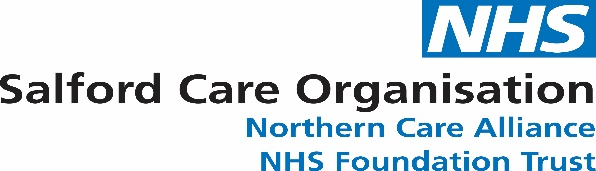 NHS
Salford Care Organisation
Northern Care Alliance
NHS Foundation Trust